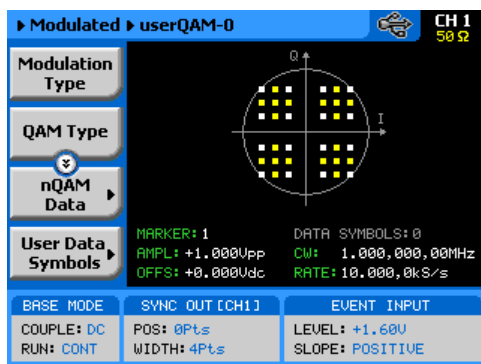 Modulated userQAM-0 CH 1
50 Ω
Modulation
Type
QAM Type
nQAM
Data
User Data
Symbols
Q
I
MARKER: 1 DATA SYMBOLS: 0
AMPL: +1.000Vpp CW: 1.000,000,00MHz
OFFS: +0.000Vdc RATE: 10.000,0kS/s
BASE MODE SYNC OUT [CH1] EVENT INPUT
COUPLE: DC POS: 0Pts LEVEL: +1.60V
RUN: CONT WIDTH: 4Pts SLOPE: POSITIVE